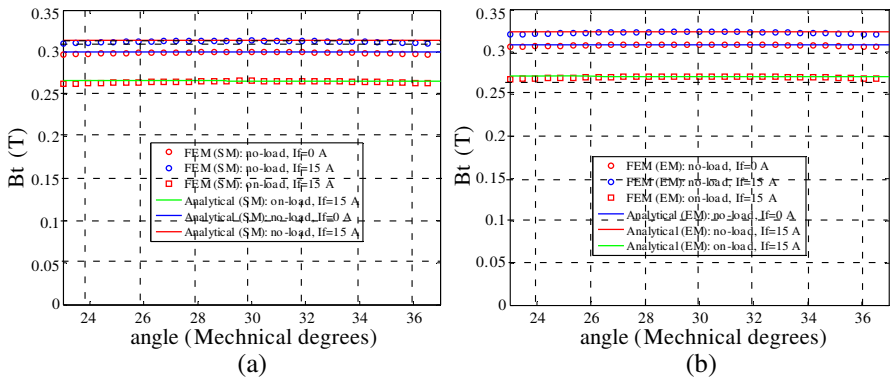 0.35
0.3
0.25
0.2
0.15
0.1
0.05
0
Bt (T)
FEM (SM): no-load, If=0 A
FEM (SM): no-load, If=15 A
FEM (SM): on-load, If=15 A
Analytical (SM): on-load, If=15 A
Analytical (SM): no-load, If=0 A
Analytical (SM): no-load, If=15 A
24 26 28 30 32 34 36
angle (Mechnical degrees)
(a)
0.35
0.3
0.25
0.2
0.15
0.1
0.05
0
Bt (T)
FEM (EM): no-load, If=0 A
FEM (EM): no-load, If=15 A
FEM (EM): on-load, If=15 A
Analytical (EM): no-load, If=0 A
Analytical (EM): no-load, If=15 A
Analytical (EM): on-load, If=15 A
24 26 28 30 32 34 36
angle (Mechnical degrees)
(b)